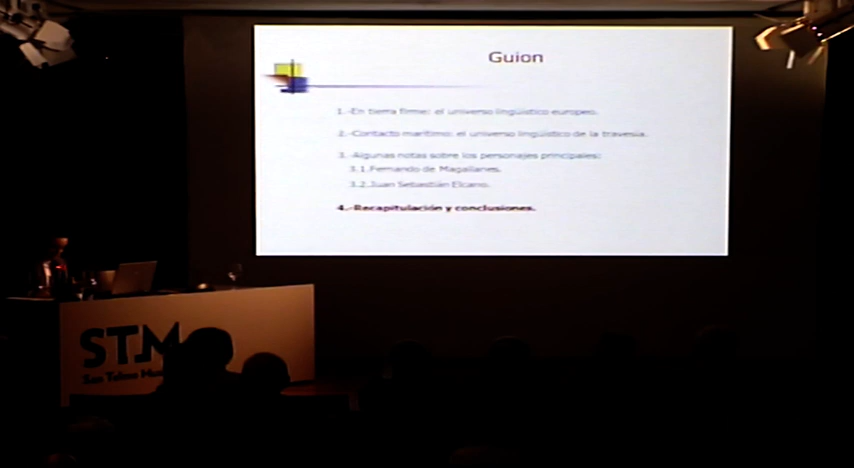 Guion
1.-En tierra firme: el universo lingüístico europeo.
2.-Contacto marítimo: el universo lingüístico de la travesía.
3.-Algunas notas sobre los personajes principales:
3.1.Fernando de Magallanes.
3.2.Juan Sebastián Elcano.
4.-Recapitulación y conclusiones.
STM
San Telmo